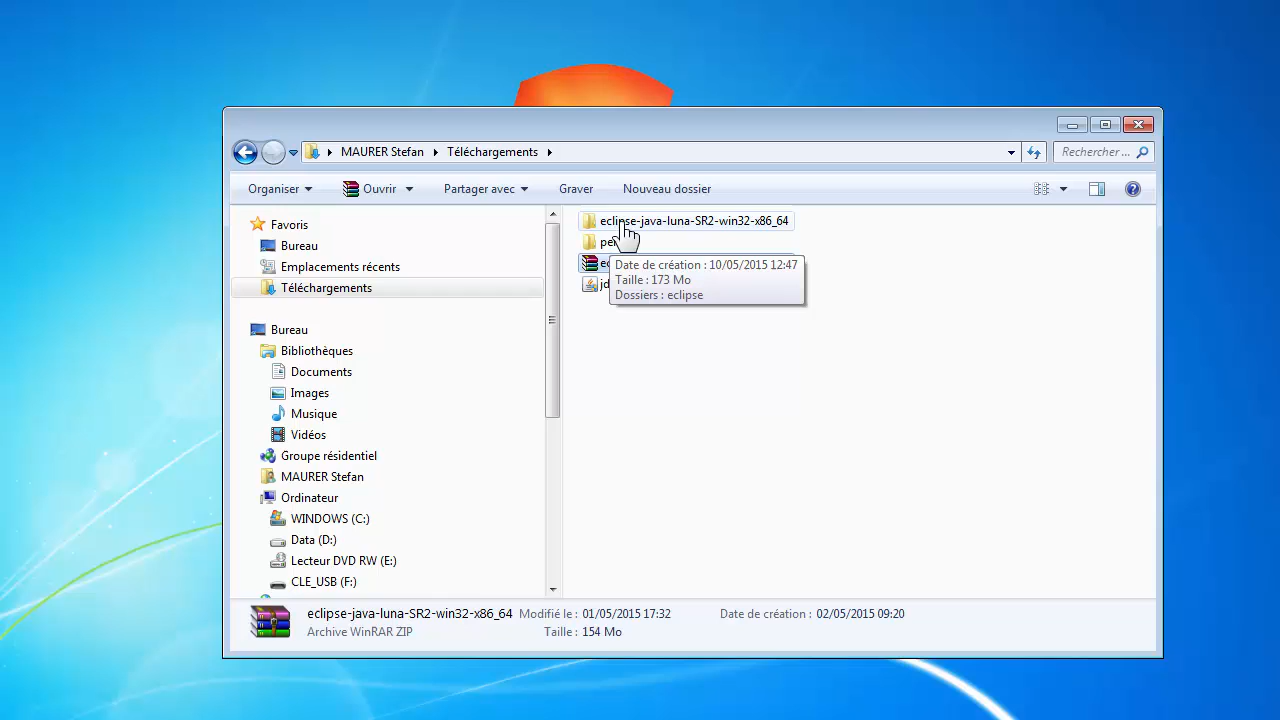 MAURER Stefan Téléchargements Rechercher ...
Organiser Ouvrir Partager avec Graver Nouveau dossier
Favoris
Bureau
Emplacements récents
Téléchargements
Bureau
Bibliothèques
Documents
Images
Musique
Vidéos
Groupe résidentiel
MAURER Stefan
Ordinateur
WINDOWS (C:)
Data (D:)
Lecteur DVD RW (E:)
CLE_USB (F:)
eclipse-java-luna-SR2-win32-x86_64
Date de création : 10/05/2015 12:47
Taille : 173 Mo
Dossiers : eclipse
eclipse-java-luna-SR2-win32-x86_64 Modifié le : 01/05/2015 17:32 Date de création : 02/05/2015 09:20
Archive WinRAR ZIP Taille : 154 Mo